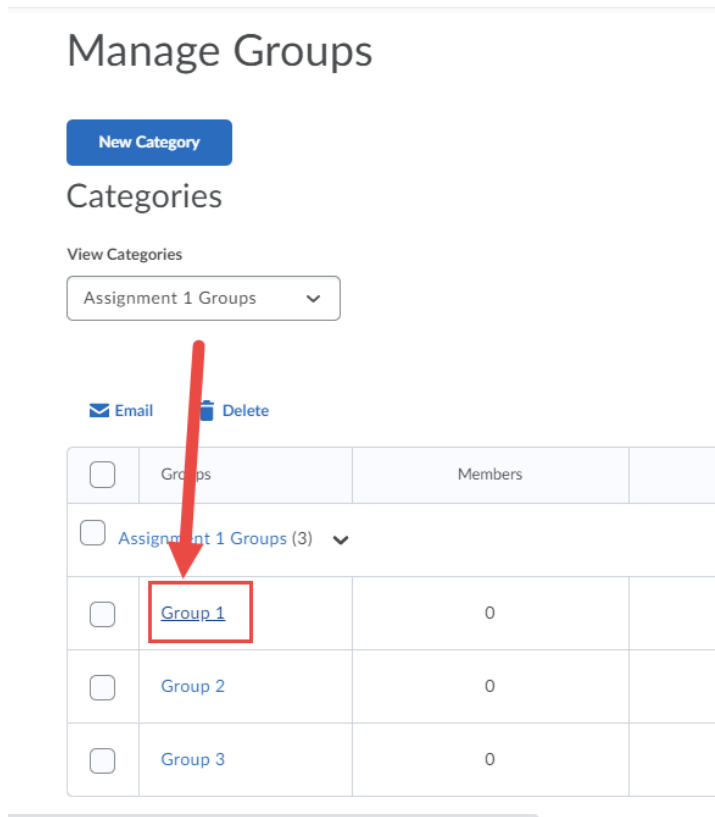 Manage Groups
New Category
Categories
View Categories
Assignment 1 Groups
Email Delete
Groups Members
Assignment 1 Groups (3)
Group 1 0
Group 2 0
Group 3 0